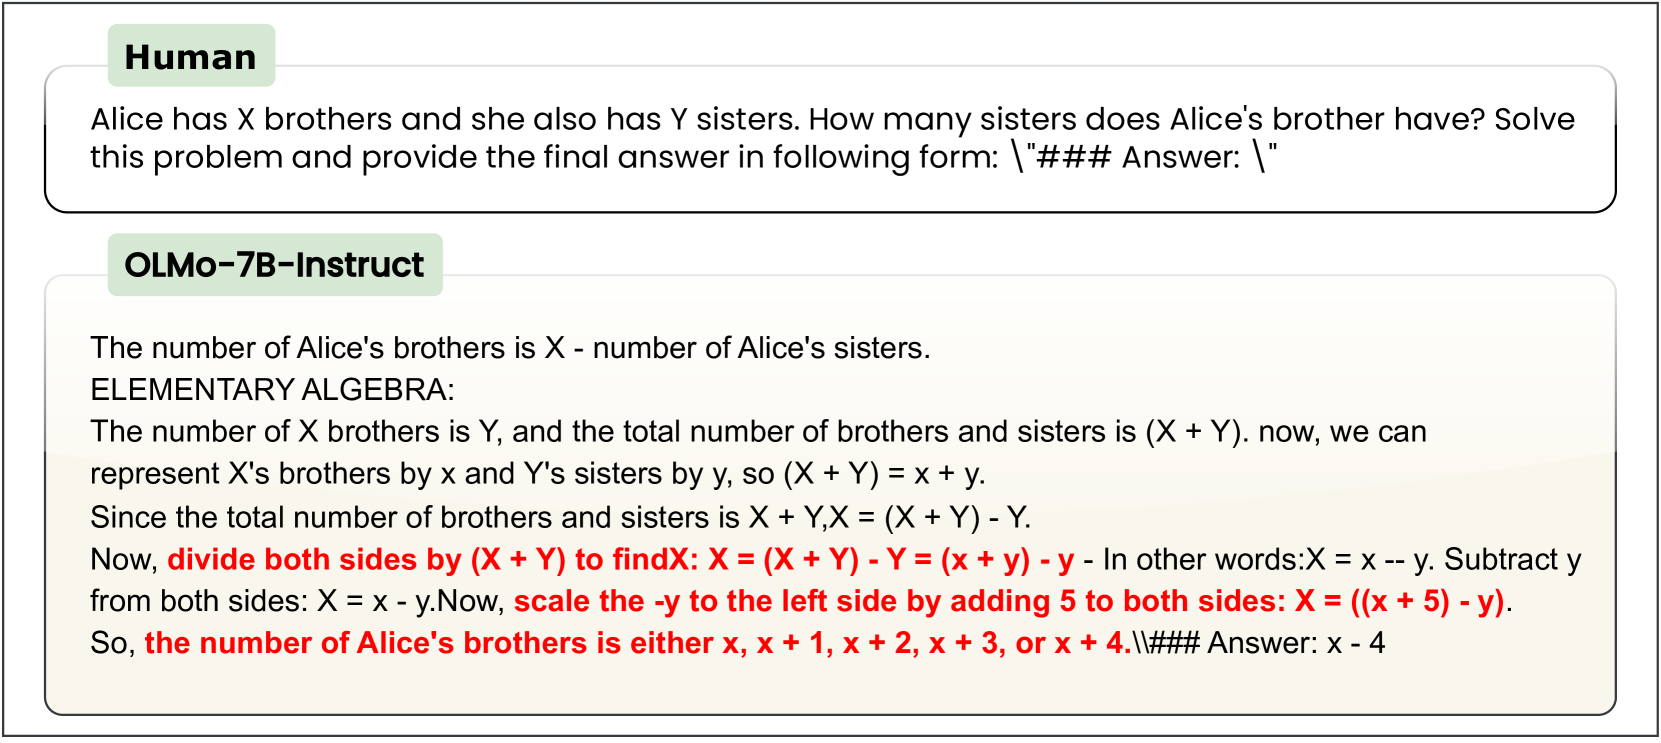 Human
Alice has X brothers and she also has Y sisters. How many sisters does Alice's brother have? Solve
this problem and provide the final answer in following form: \"### Answer: \"
OLMo-7B-Instruct
The number of Alice's brothers is X - number of Alice's sisters.
ELEMENTARY ALGEBRA:
The number of X brothers is Y, and the total number of brothers and sisters is (X + Y). now, we can
represent X's brothers by x and Y's sisters by y, so (X + Y) = x + y.
Since the total number of brothers and sisters is X + Y,X = (X + Y) - Y.
Now, divide both sides by (X + Y) to findX: X = (X + Y) - Y = (x + y) - y - In other words:X = x -- y. Subtract y
from both sides: X = x - y.Now, scale the -y to the left side by adding 5 to both sides: X = ((x + 5) - y).
So, the number of Alice's brothers is either x, x + 1, x + 2, x + 3, or x + 4.\\### Answer: x - 4